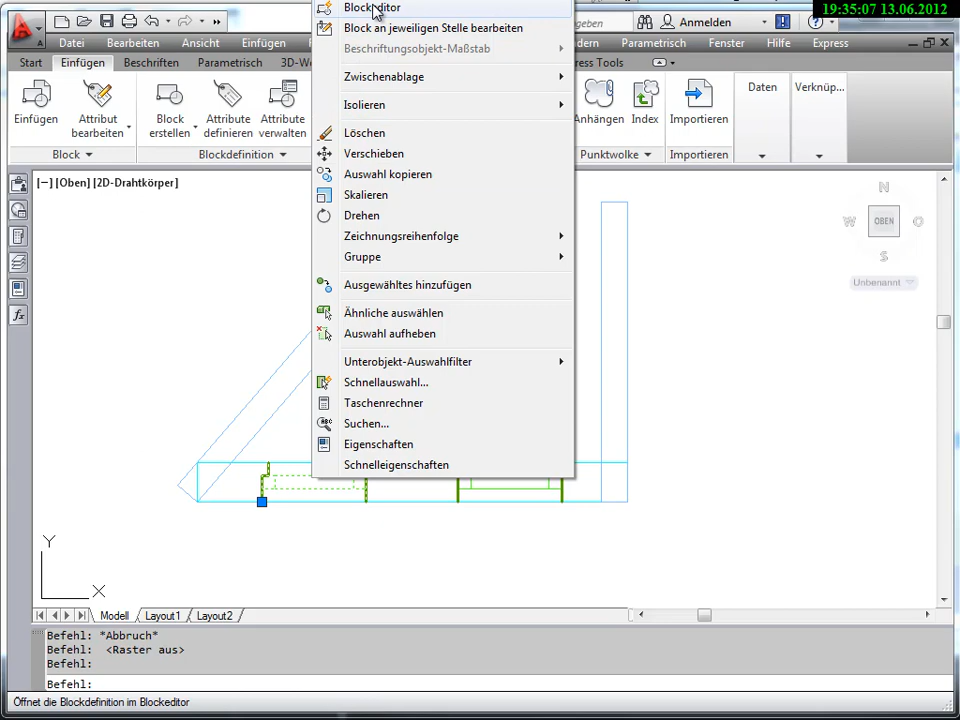 19:35:07 13.06.2012
Anmelden
Datei
Bearbeiten
Ansicht
Einfügen
Parametrisch
Fenster
Hilfe
Express
Start
Einfügen
Beschriften
Parametrisch
Einfügen
Attribut bearbeiten
Block erstellen
Attribute definieren
Attribute verwalten
Anhängen
Index
Importieren
Daten
Verknüp...
Block
Blockdefinition
Punktwolke
Importieren
Blockeditor
Block an jeweiligen Stelle bearbeiten
Beschriftungsobjekt-Maßstab
Zwischenablage
Isolieren
Löschen
Verschieben
Auswahl kopieren
Skalieren
Drehen
Zeichnungsreihenfolge
Gruppe
Ausgewähltes hinzufügen
Ähnliche auswählen
Auswahl aufheben
Unterobjekt-Auswahlfilter
Schnellauswahl...
Taschenrechner
Suchen...
Eigenschaften
Schnelleigenschaften
[−] [Oben] [2D-Drahtkörper]
N
W OBEN O
S
Unbenannt
Y
X
Modell Layout1 Layout2
Befehl: *Abbruch*
Befehl: <Raster aus>
Befehl:
Befehl:
Öffnet die Blockdefinition im Blockeditor